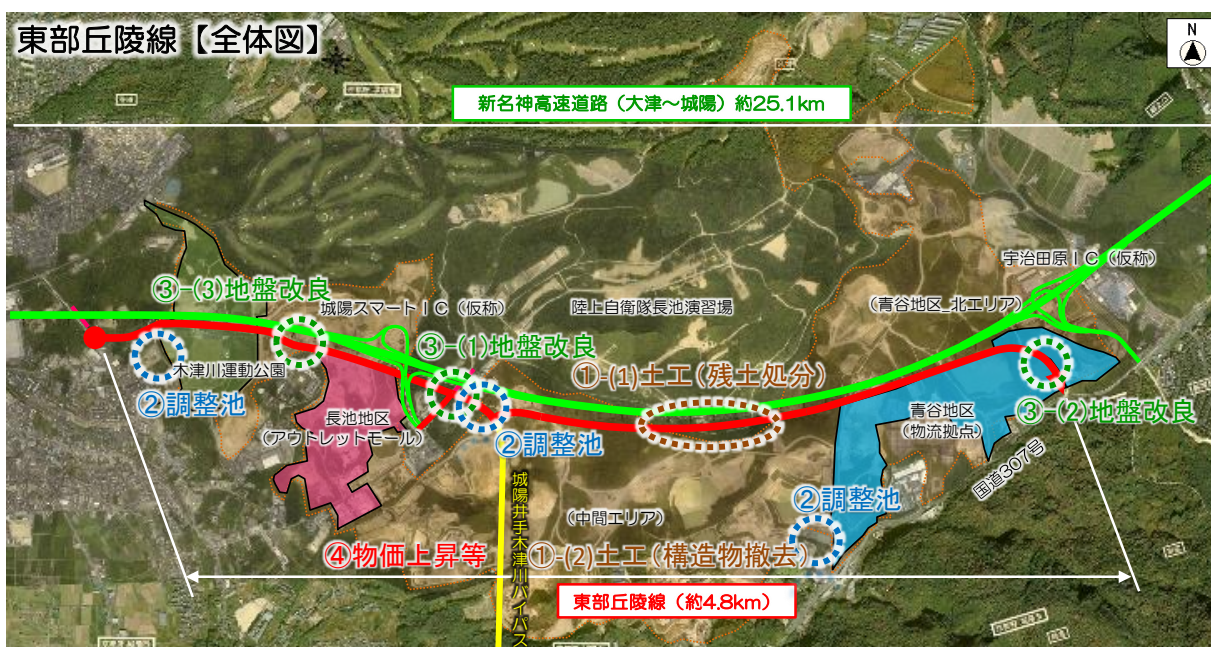 東部丘陵線【全体図】
N
新名神高速道路（大津～城陽）約25.1km
宇治田原ＩＣ（仮称）
③-(3)地盤改良
城陽スマートＩＣ（仮称）
陸上自衛隊長池演習場
（青谷地区_北エリア）
③-(1)地盤改良
木津川運動公園
①-(1)土工（残土処分）
②調整池
長池地区
（アウトレットモール）
青谷地区
（物流拠点）
③-(2)地盤改良
②調整池
国道307号
城陽井手木津川バイパス
②調整池
（中間エリア）
④物価上昇等
①-(2)土工（構造物撤去）
東部丘陵線（約4.8km）